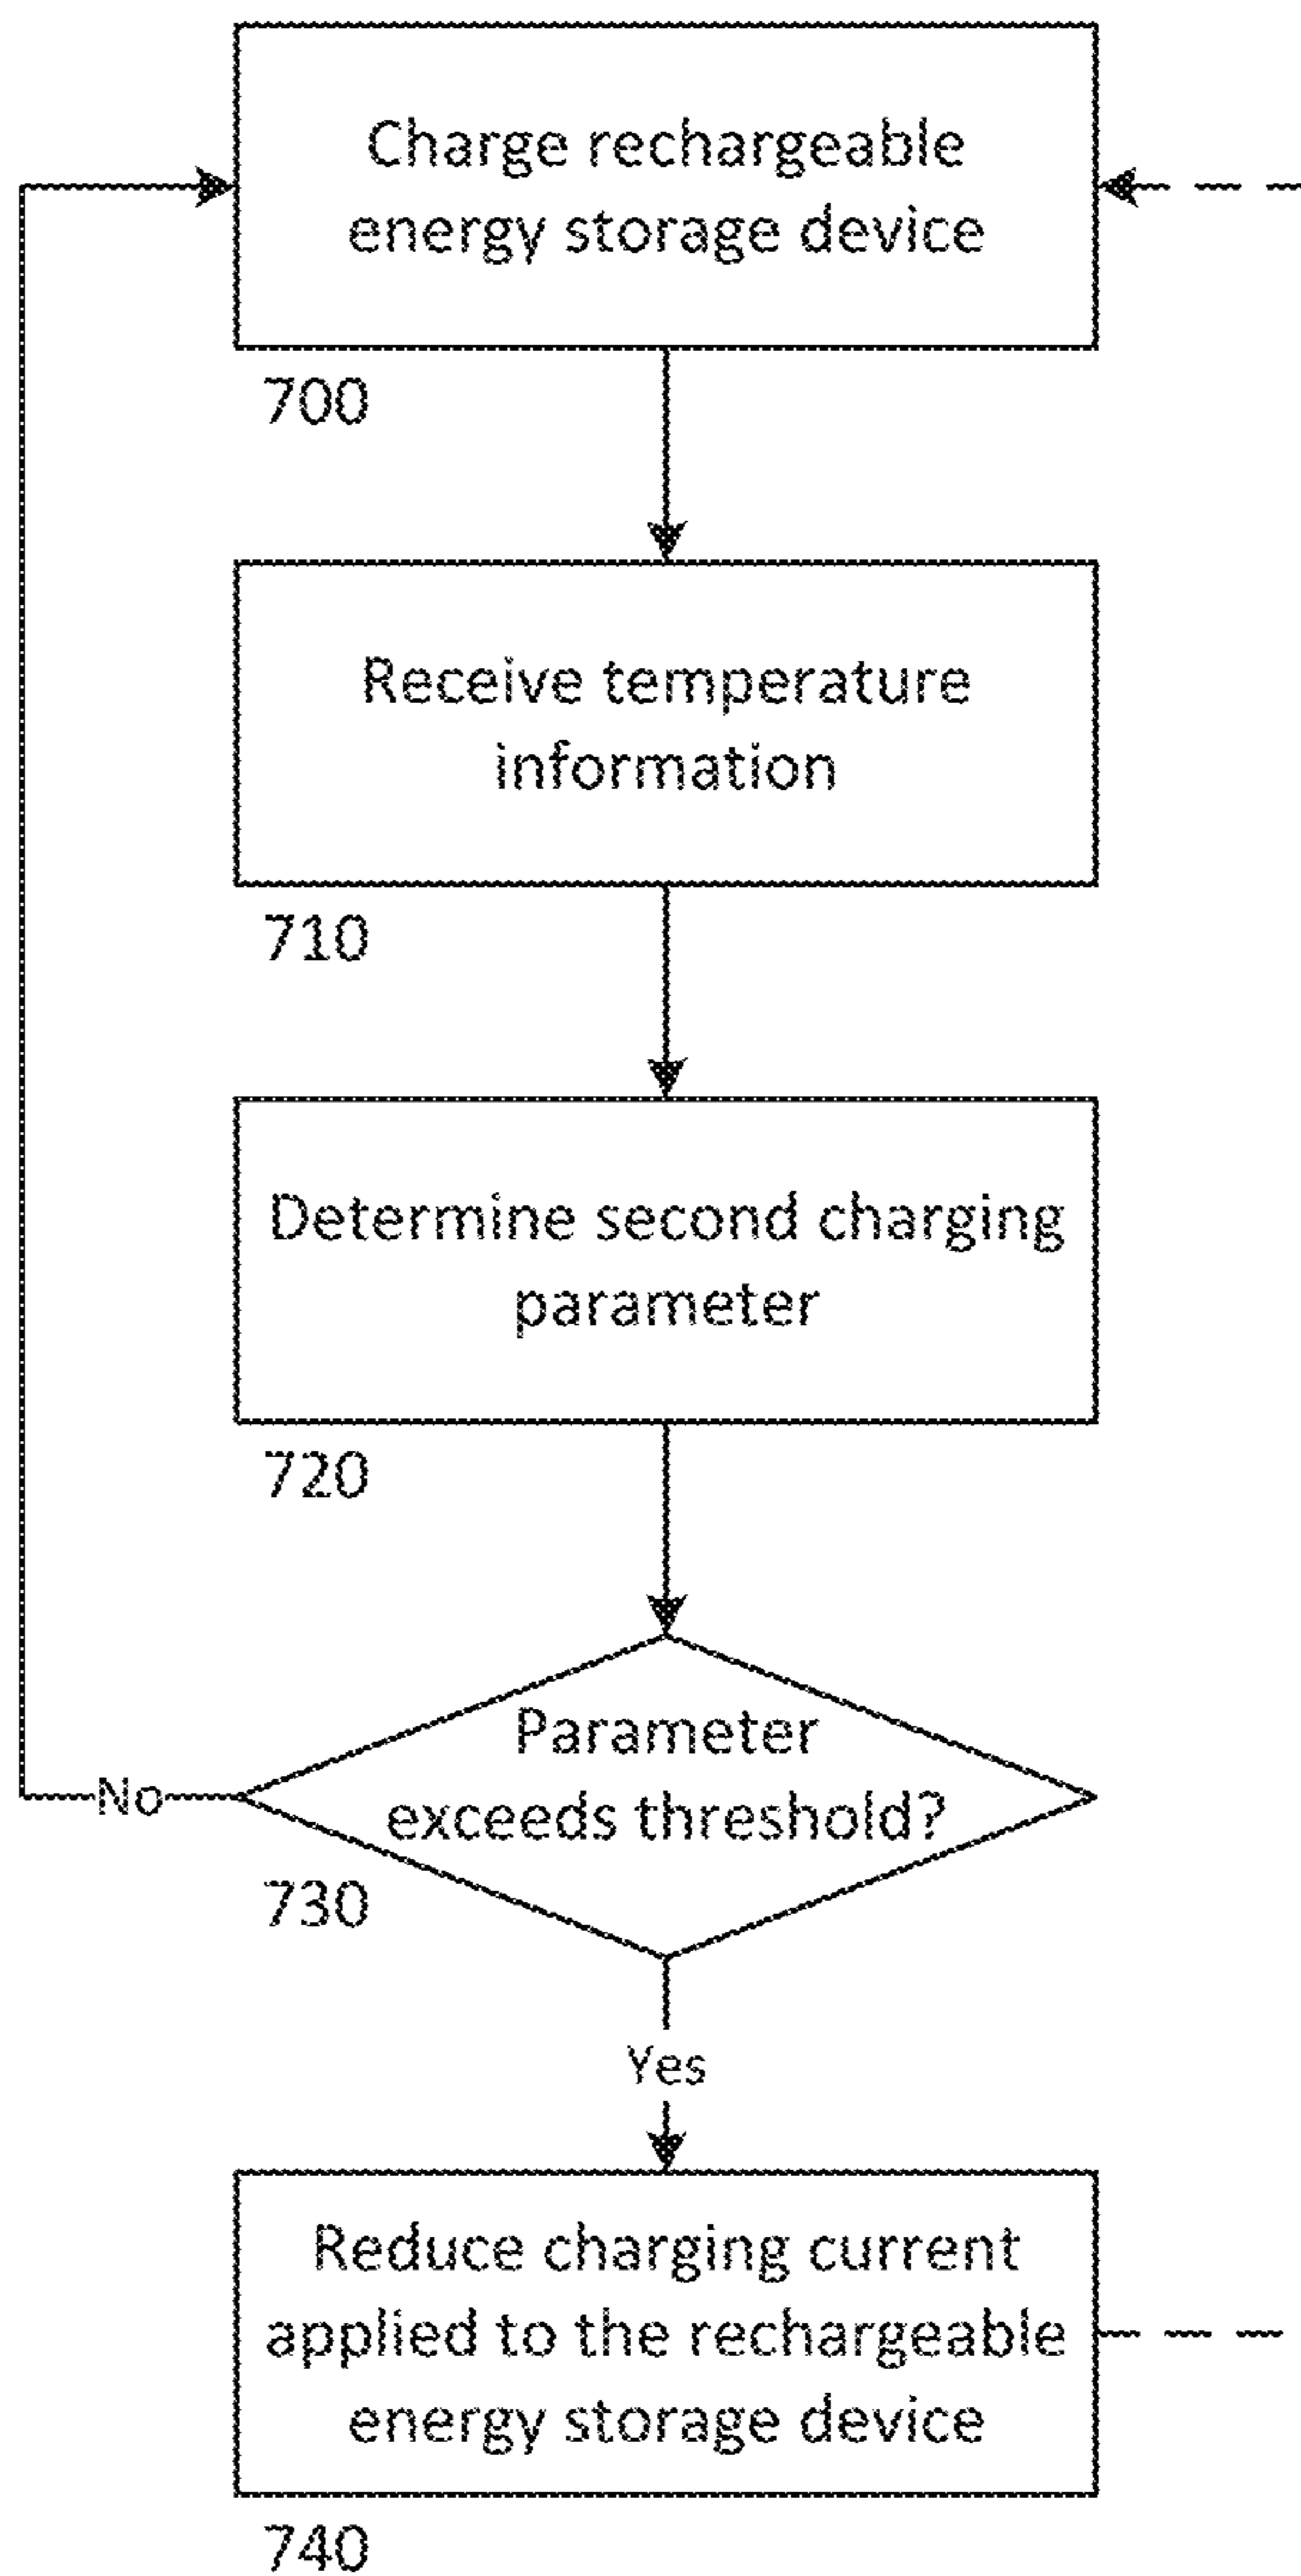 Charge rechargeable
energy storage device
700
Receive temperature
information
710
Determine second charging
parameter
720
Parameter
exceeds threshold?
No
730
Yes
Reduce charging current
applied to the rechargeable
energy storage device
740